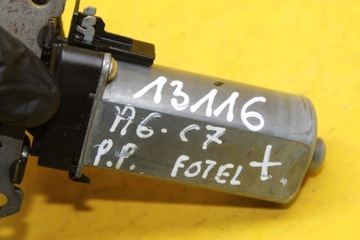 13116
A6·C7
P.P. FOTEL +